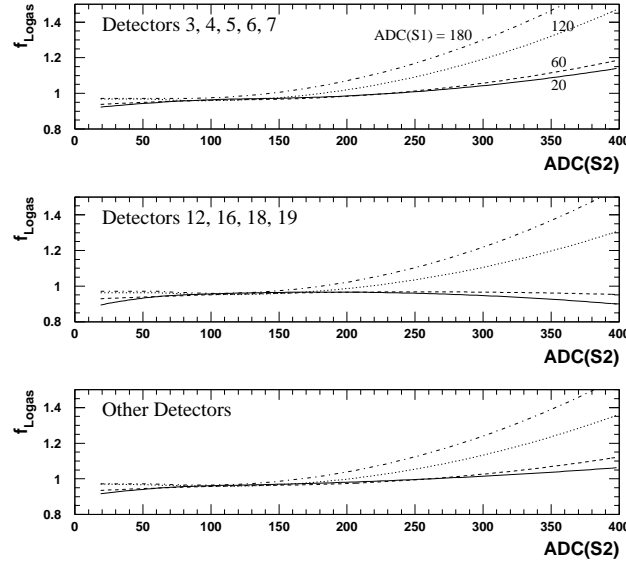 f_Logas
1.4
1.2
1
0.8
Detectors 3, 4, 5, 6, 7
ADC(S1) = 180
120
60
20
0 50 100 150 200 250 300 350 400
ADC(S2)
f_Logas
1.4
1.2
1
0.8
Detectors 12, 16, 18, 19
0 50 100 150 200 250 300 350 400
ADC(S2)
f_Logas
1.4
1.2
1
0.8
Other Detectors
0 50 100 150 200 250 300 350 400
ADC(S2)